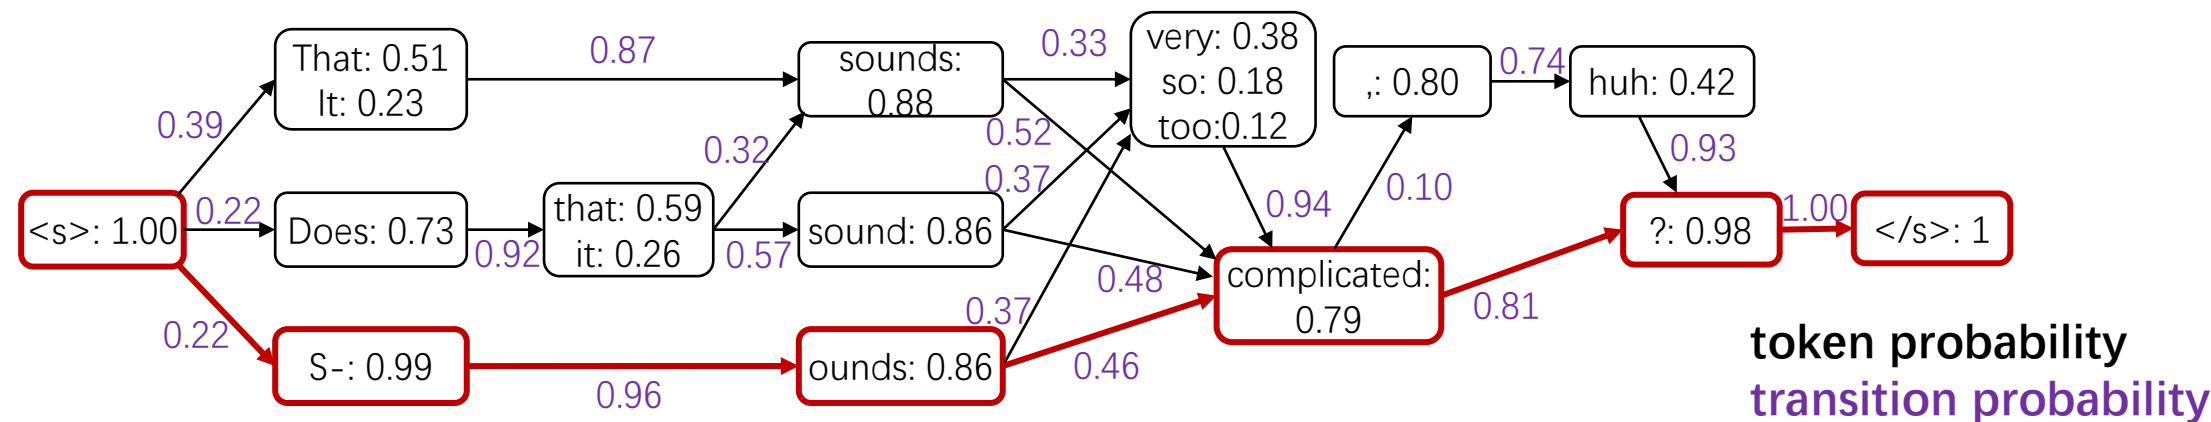 That: 0.51
It: 0.23
0.87
sounds:
0.88
0.33
very: 0.38
so: 0.18
too:0.12
,: 0.80
0.74
huh: 0.42
0.39
0.32
0.52
0.37
0.93
<s>: 1.00
0.22
Does: 0.73
0.92
that: 0.59
it: 0.26
0.57
sound: 0.86
0.48
0.94
0.10
?: 0.98
1.00
</s>: 1
complicated:
0.79
0.81
0.22
S-: 0.99
0.96
ounds: 0.86
0.37
0.46
token probability
transition probability